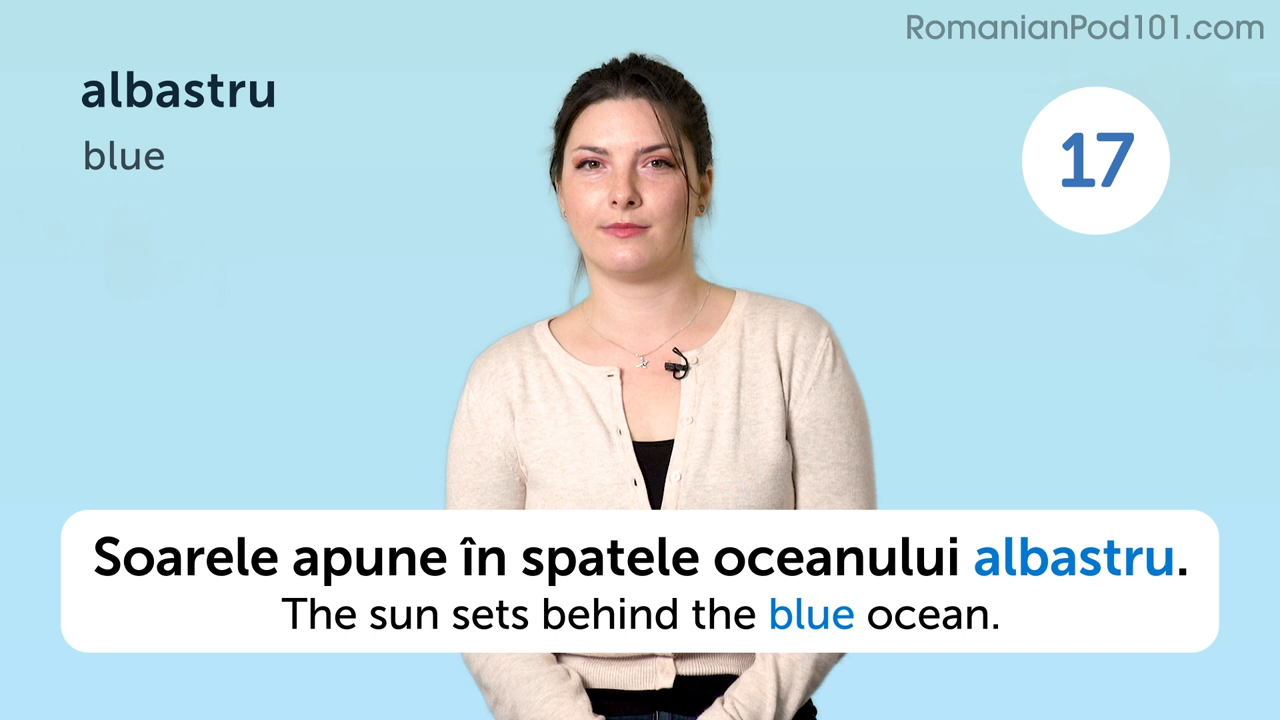 RomanianPod101.com
albastru
blue
17
Soarele apune în spatele oceanului albastru.
The sun sets behind the blue ocean.